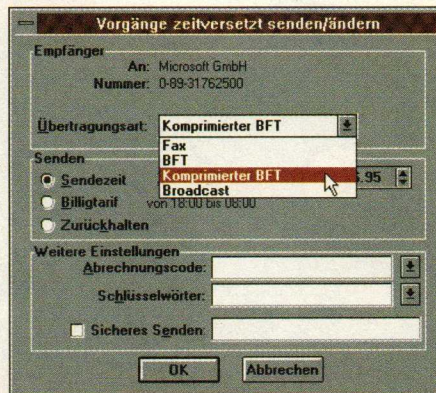 Vorgänge zeitversetzt senden/ändern
Empfänger
An: Microsoft GmbH
Nummer: 0-89-31762500
Übertragungsart: Komprimierter BFT
Fax
BFT
Komprimierter BFT
Broadcast
Senden
Sendezeit .95
Billigtarif von 18:00 bis 08:00
Zurückhalten
Weitere Einstellungen
Abrechnungscode:
Schlüsselwörter:
Sicheres Senden:
OK Abbrechen